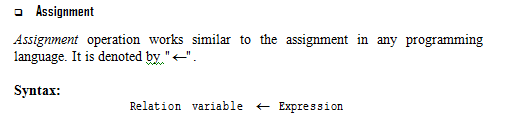 ❑ Assignment
Assignment operation works similar to the assignment in any programming
language. It is denoted by "←".
Syntax:
Relation variable ← Expression